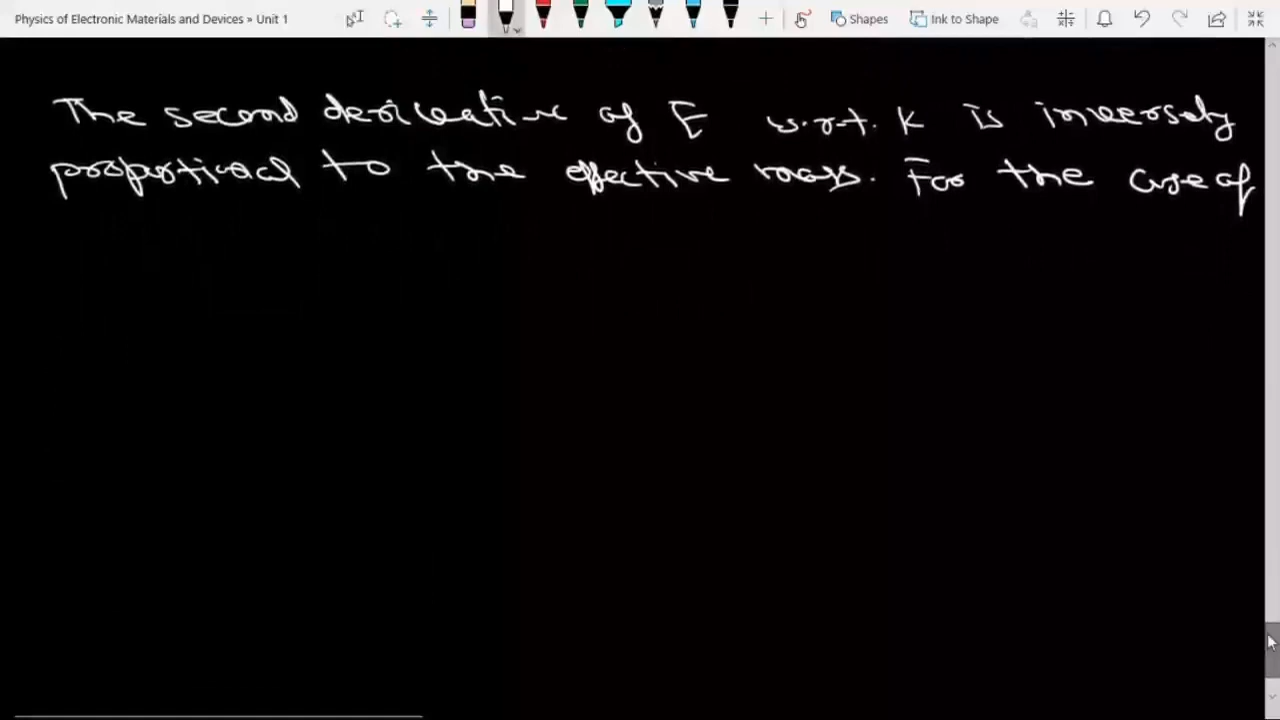 Physics of Electronic Materials and Devices » Unit 1
Shapes
Ink to Shape
The second derivative of E w.r.t. K is inversely
proportional to the effective mass. For the case of